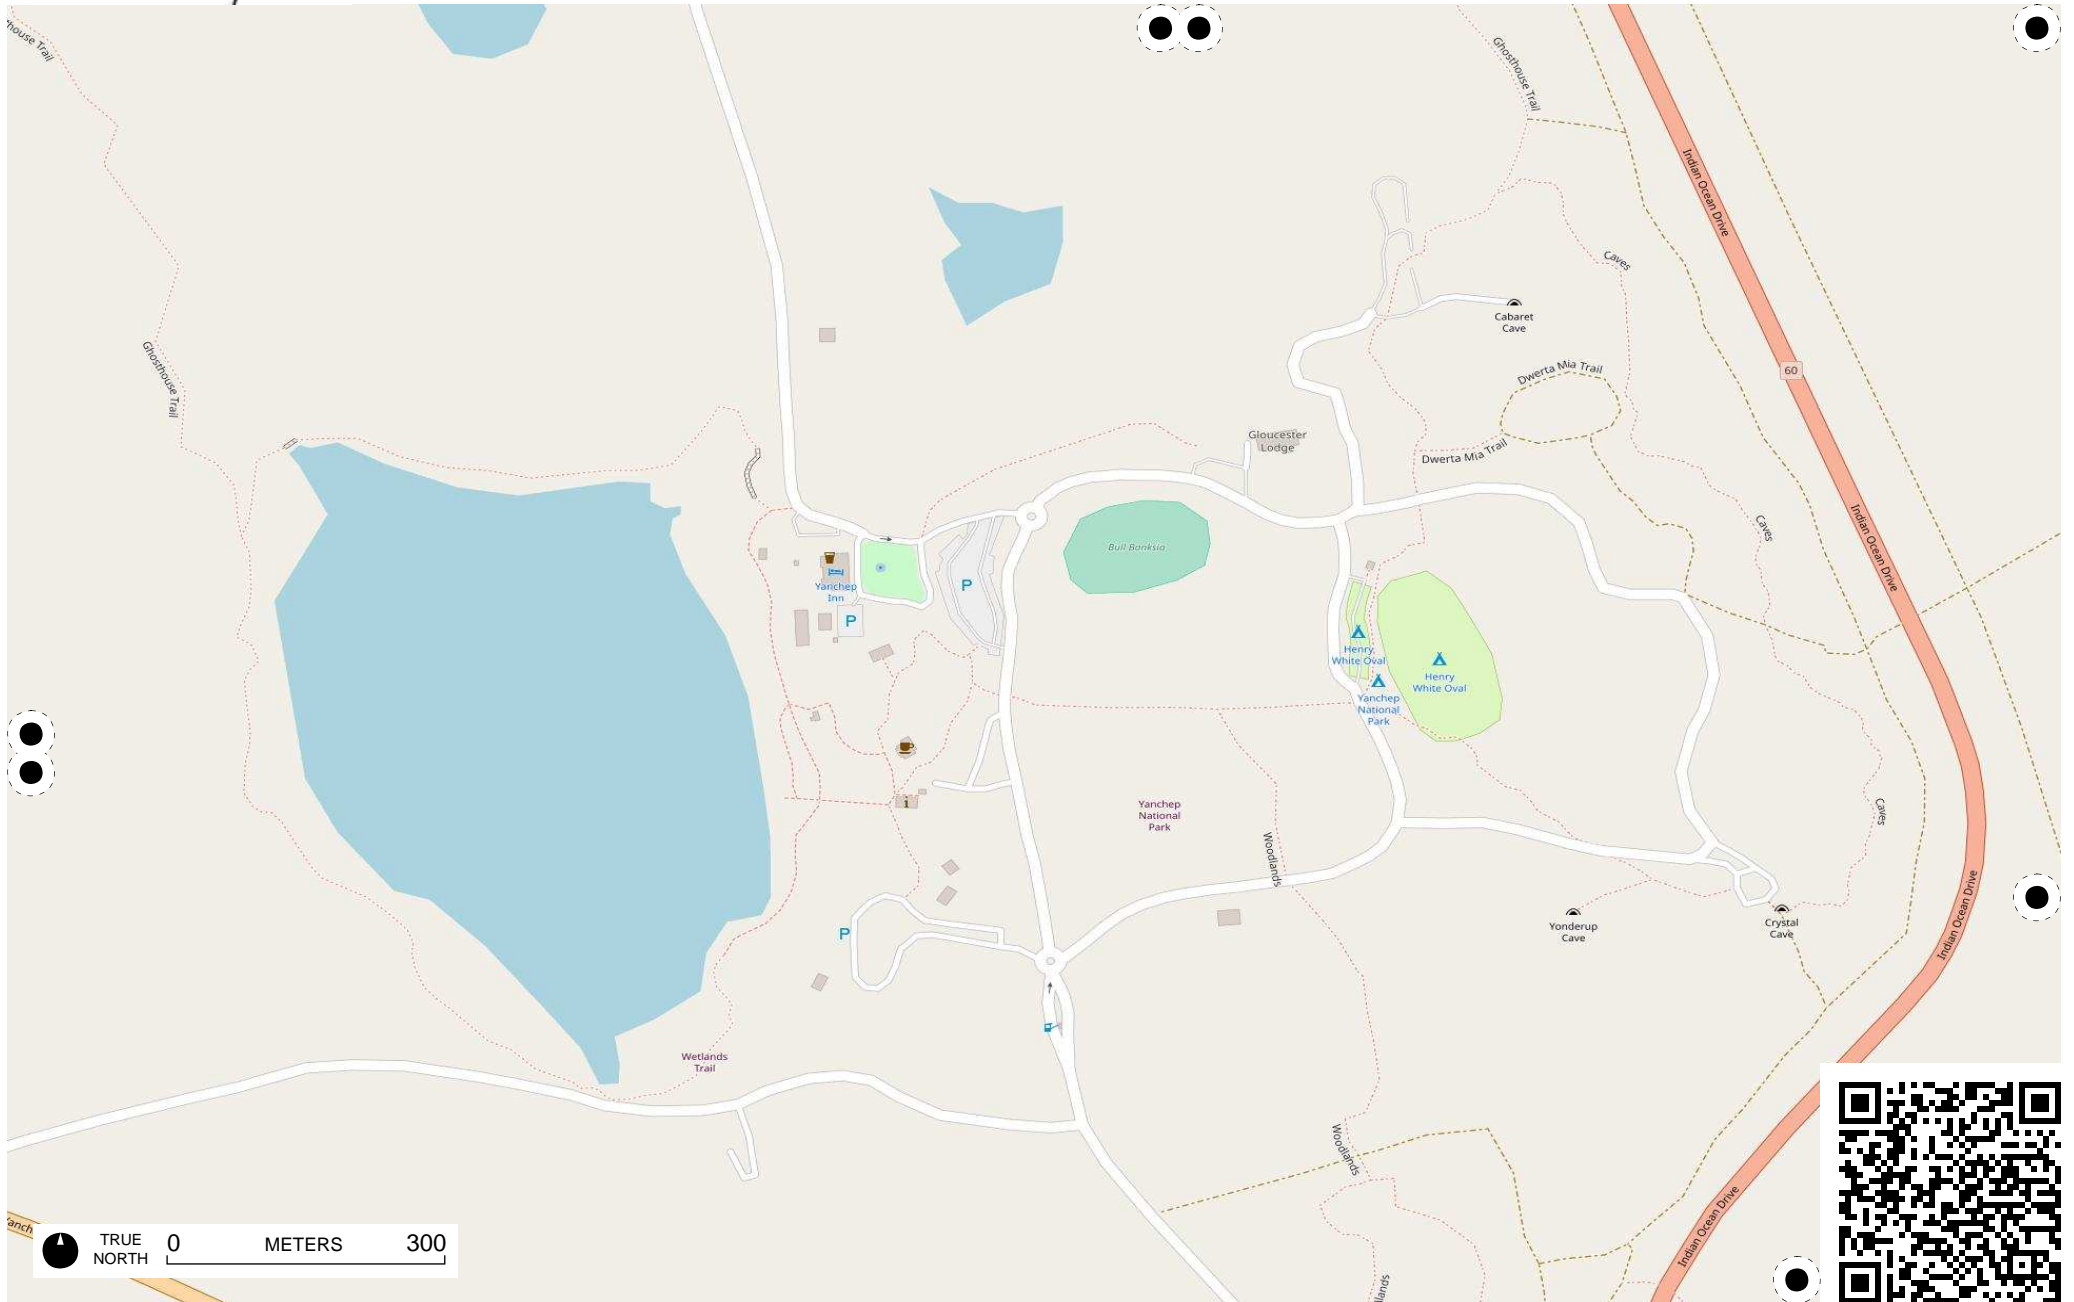 Ghosthouse Trail
Indian Ocean Drive
Caves
Cabaret
Cave
Ghosthouse Trail
Dwerta Mia Trail
60
Gloucester
Lodge
Dwerta Mia Trail
Caves
Indian Ocean Drive
Bull Banksia
Yanchep
Inn
P
P
Henry
White Oval
Henry
White Oval
Yanchep
National
Park
Yanchep
National
Park
Caves
Woodlands
Yonderup
Cave
Crystal
Cave
Indian Ocean Drive
P
Wetlands
Trail
Woodlands
Indian Ocean Drive
TRUE
NORTH
0 METERS 300